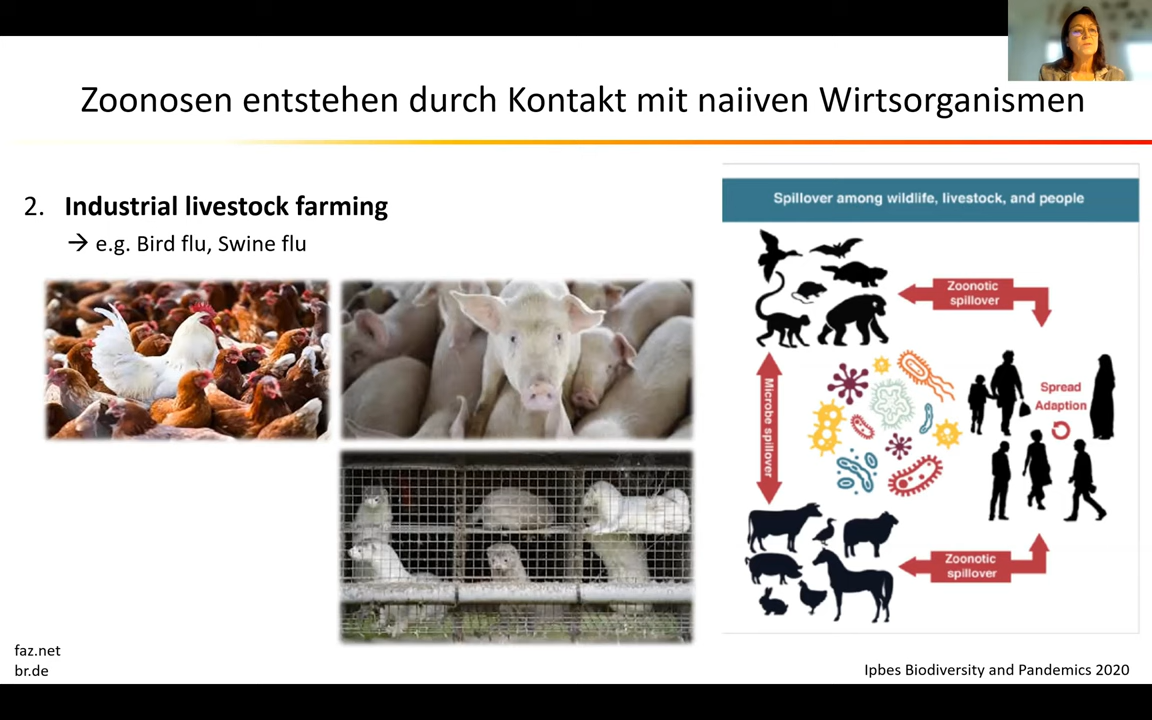 Zoonosen entstehen durch Kontakt mit naiiven Wirtsorganismen
2. Industrial livestock farming
→ e.g. Bird flu, Swine flu
Spillover among wildlife, livestock, and people
Zoonotic
spillover
Microbe spillover
Spread
Adaption
Zoonotic
spillover
faz.net
br.de
Ipbes Biodiversity and Pandemics 2020